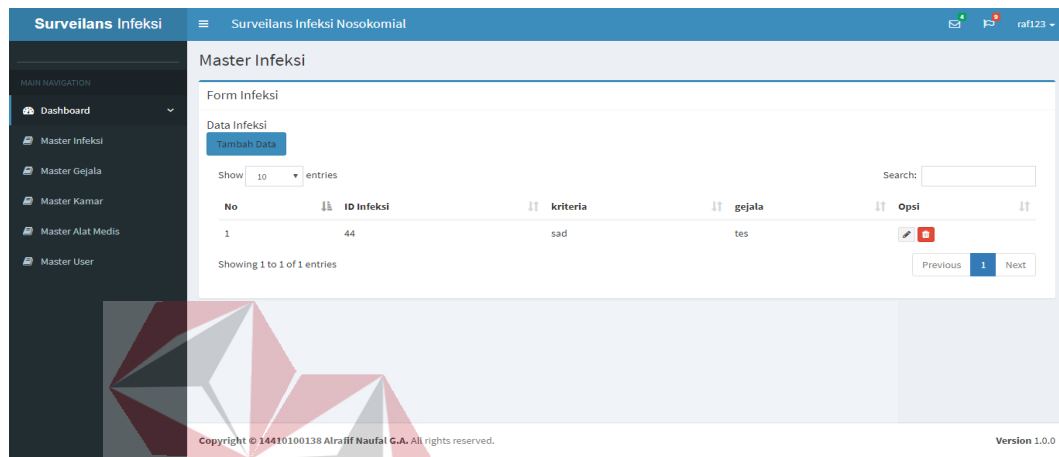 Surveilans Infeksi
Surveilans Infeksi Nosokomial
4
9
raf123
Master Infeksi
MAIN NAVIGATION
Dashboard
Master Infeksi
Master Gejala
Master Kamar
Master Alat Medis
Master User
Form Infeksi
Data Infeksi
Tambah Data
Show 10 entries
Search:
No ID Infeksi kriteria gejala Opsi
1 44 sad tes
Showing 1 to 1 of 1 entries
Previous 1 Next
Copyright © 14410100138 Alrafif Naufal G.A. All rights reserved.
Version 1.0.0